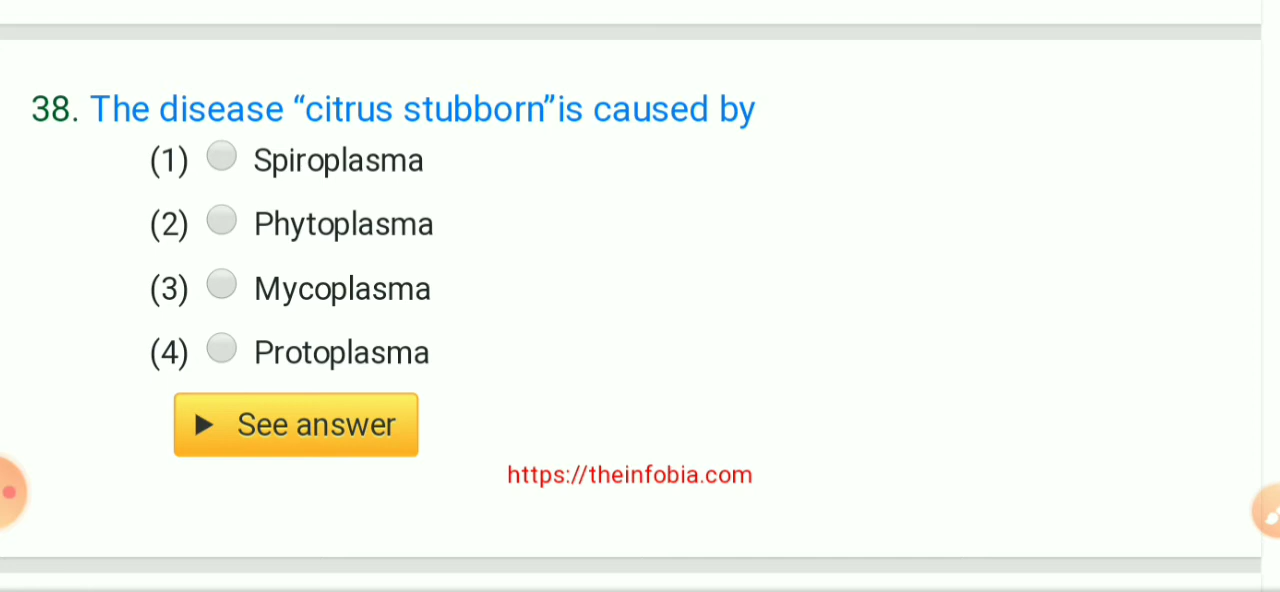 38. The disease “citrus stubborn”is caused by
(1) Spiroplasma
(2) Phytoplasma
(3) Mycoplasma
(4) Protoplasma
See answer
https://theinfobia.com